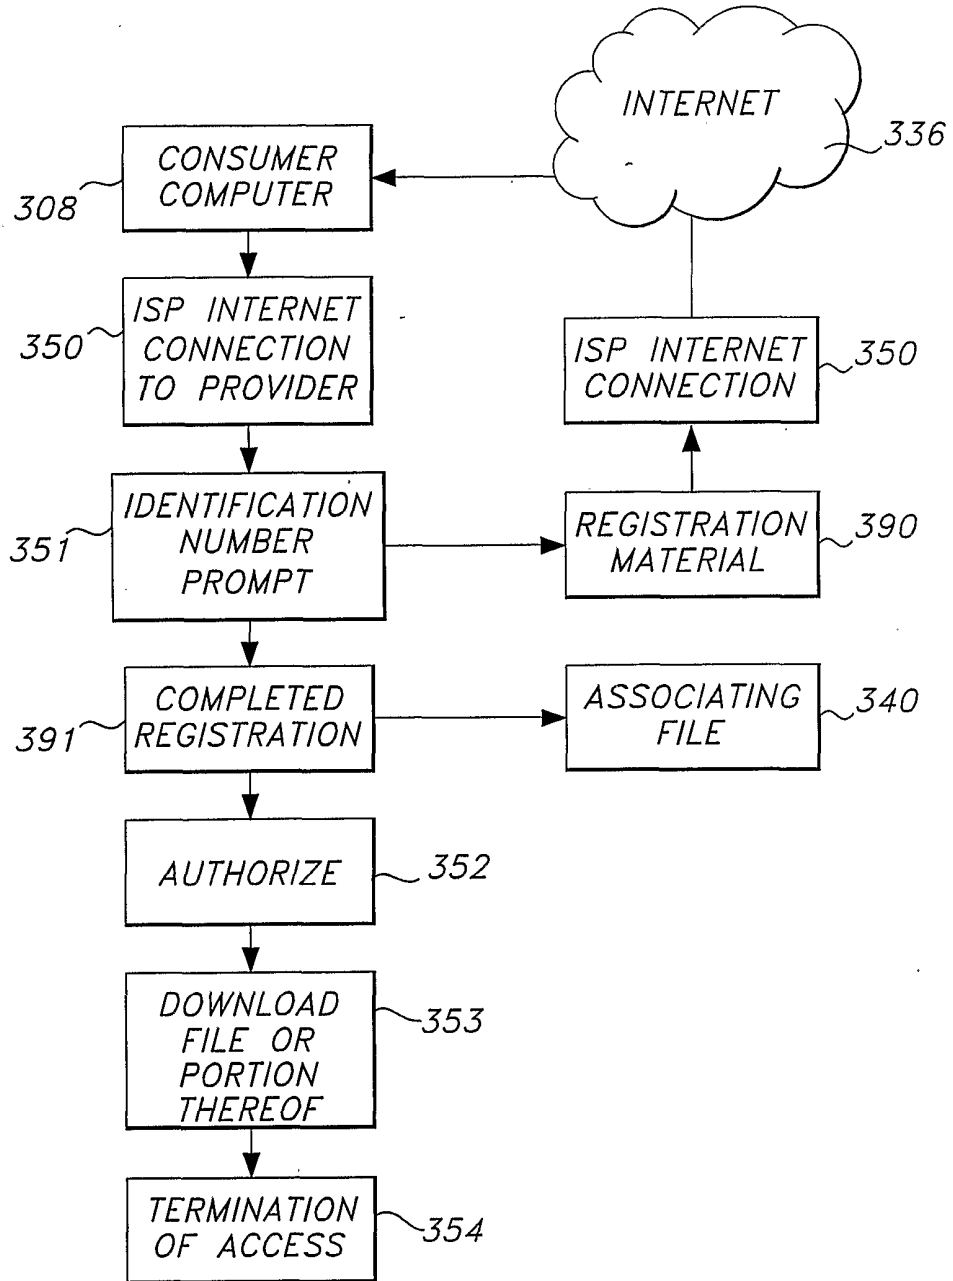 INTERNET
336
CONSUMER
COMPUTER
308
ISP INTERNET
CONNECTION
TO PROVIDER
350
ISP INTERNET
CONNECTION
350
IDENTIFICATION
NUMBER
PROMPT
351
REGISTRATION
MATERIAL
390
COMPLETED
REGISTRATION
391
ASSOCIATING
FILE
340
AUTHORIZE
352
DOWNLOAD
FILE OR
PORTION
THEREOF
353
TERMINATION
OF ACCESS
354